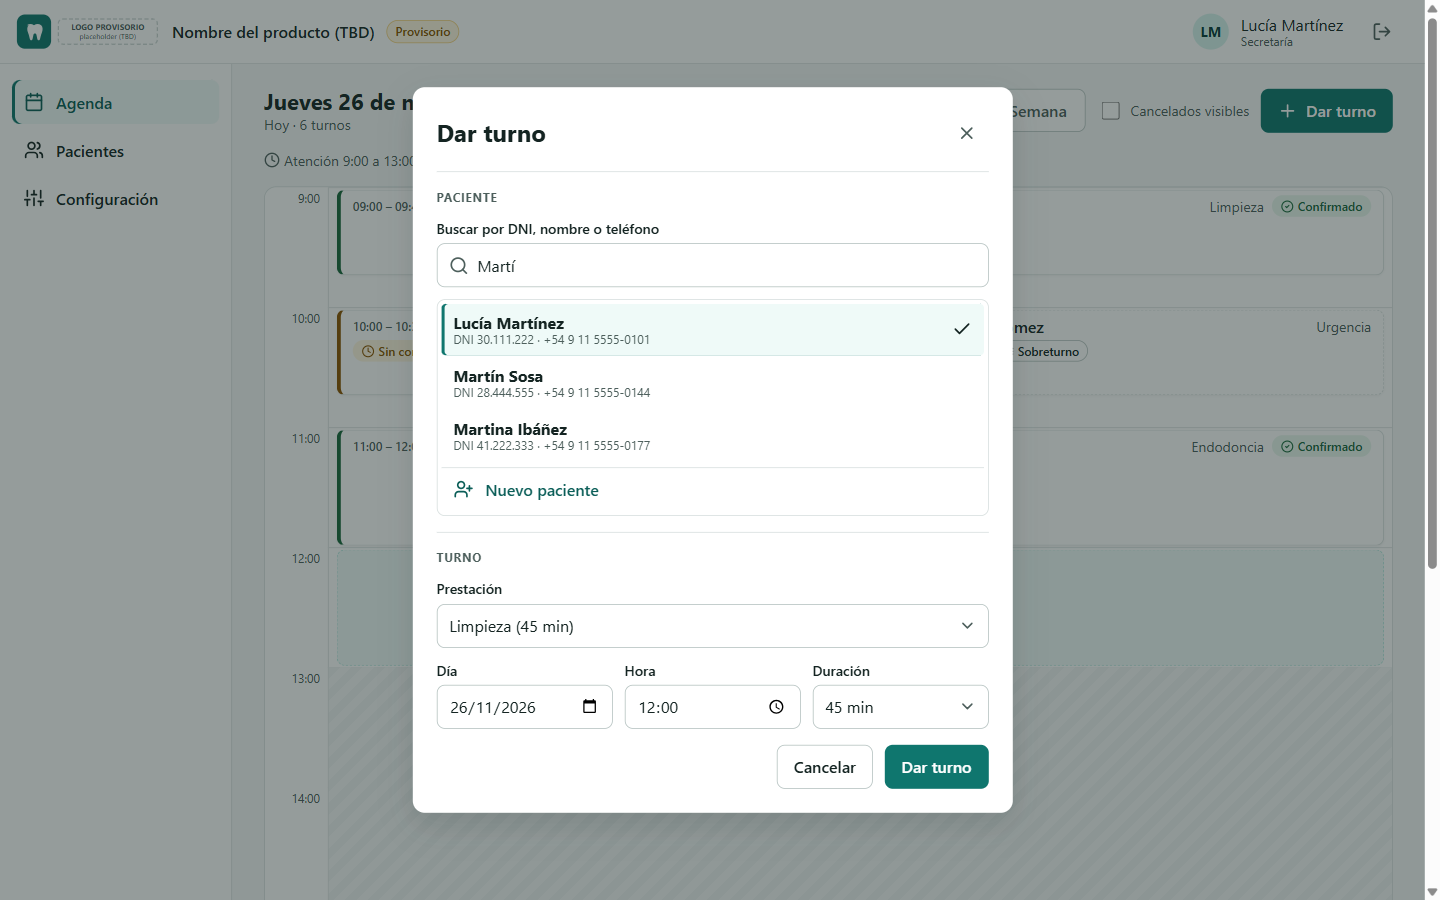 LOGO PROVISORIO
placeholder (TBD)
Nombre del producto (TBD)
Provisorio
LM
Lucía Martínez
Secretaría
Agenda
Pacientes
Configuración
Jueves 26 de n
Hoy · 6 turnos
Semana
Cancelados visibles
Dar turno
Atención 9:00 a 13:00
9:00
09:00 – 09:
Limpieza
Confirmado
10:00
10:00 – 10:
Sin co
mez
Sobreturno
Urgencia
11:00
11:00 – 12:
Endodoncia
Confirmado
12:00
13:00
14:00
Dar turno
PACIENTE
Buscar por DNI, nombre o teléfono
Martí
Lucía Martínez
DNI 30.111.222 · +54 9 11 5555-0101
Martín Sosa
DNI 28.444.555 · +54 9 11 5555-0144
Martina Ibáñez
DNI 41.222.333 · +54 9 11 5555-0177
Nuevo paciente
TURNO
Prestación
Limpieza (45 min)
Día
Hora
Duración
26/11/2026
12:00
45 min
Cancelar
Dar turno